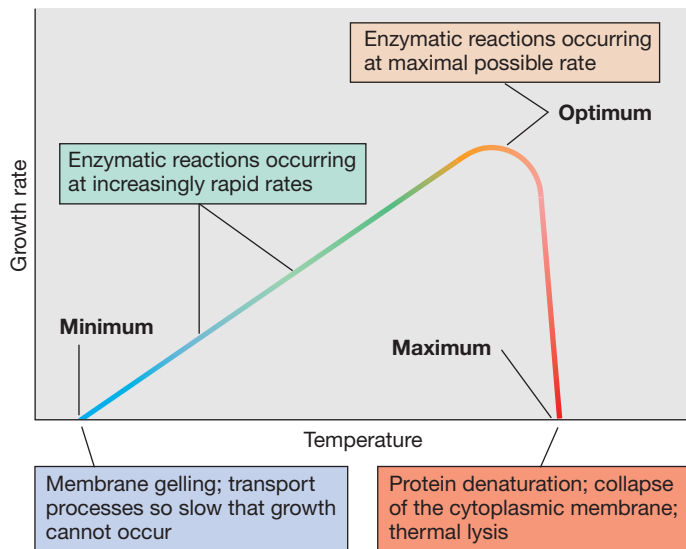 Enzymatic reactions occurring
at maximal possible rate
Optimum
Enzymatic reactions occurring
at increasingly rapid rates
Growth rate
Minimum
Maximum
Temperature
Membrane gelling; transport
processes so slow that growth
cannot occur
Protein denaturation; collapse
of the cytoplasmic membrane;
thermal lysis